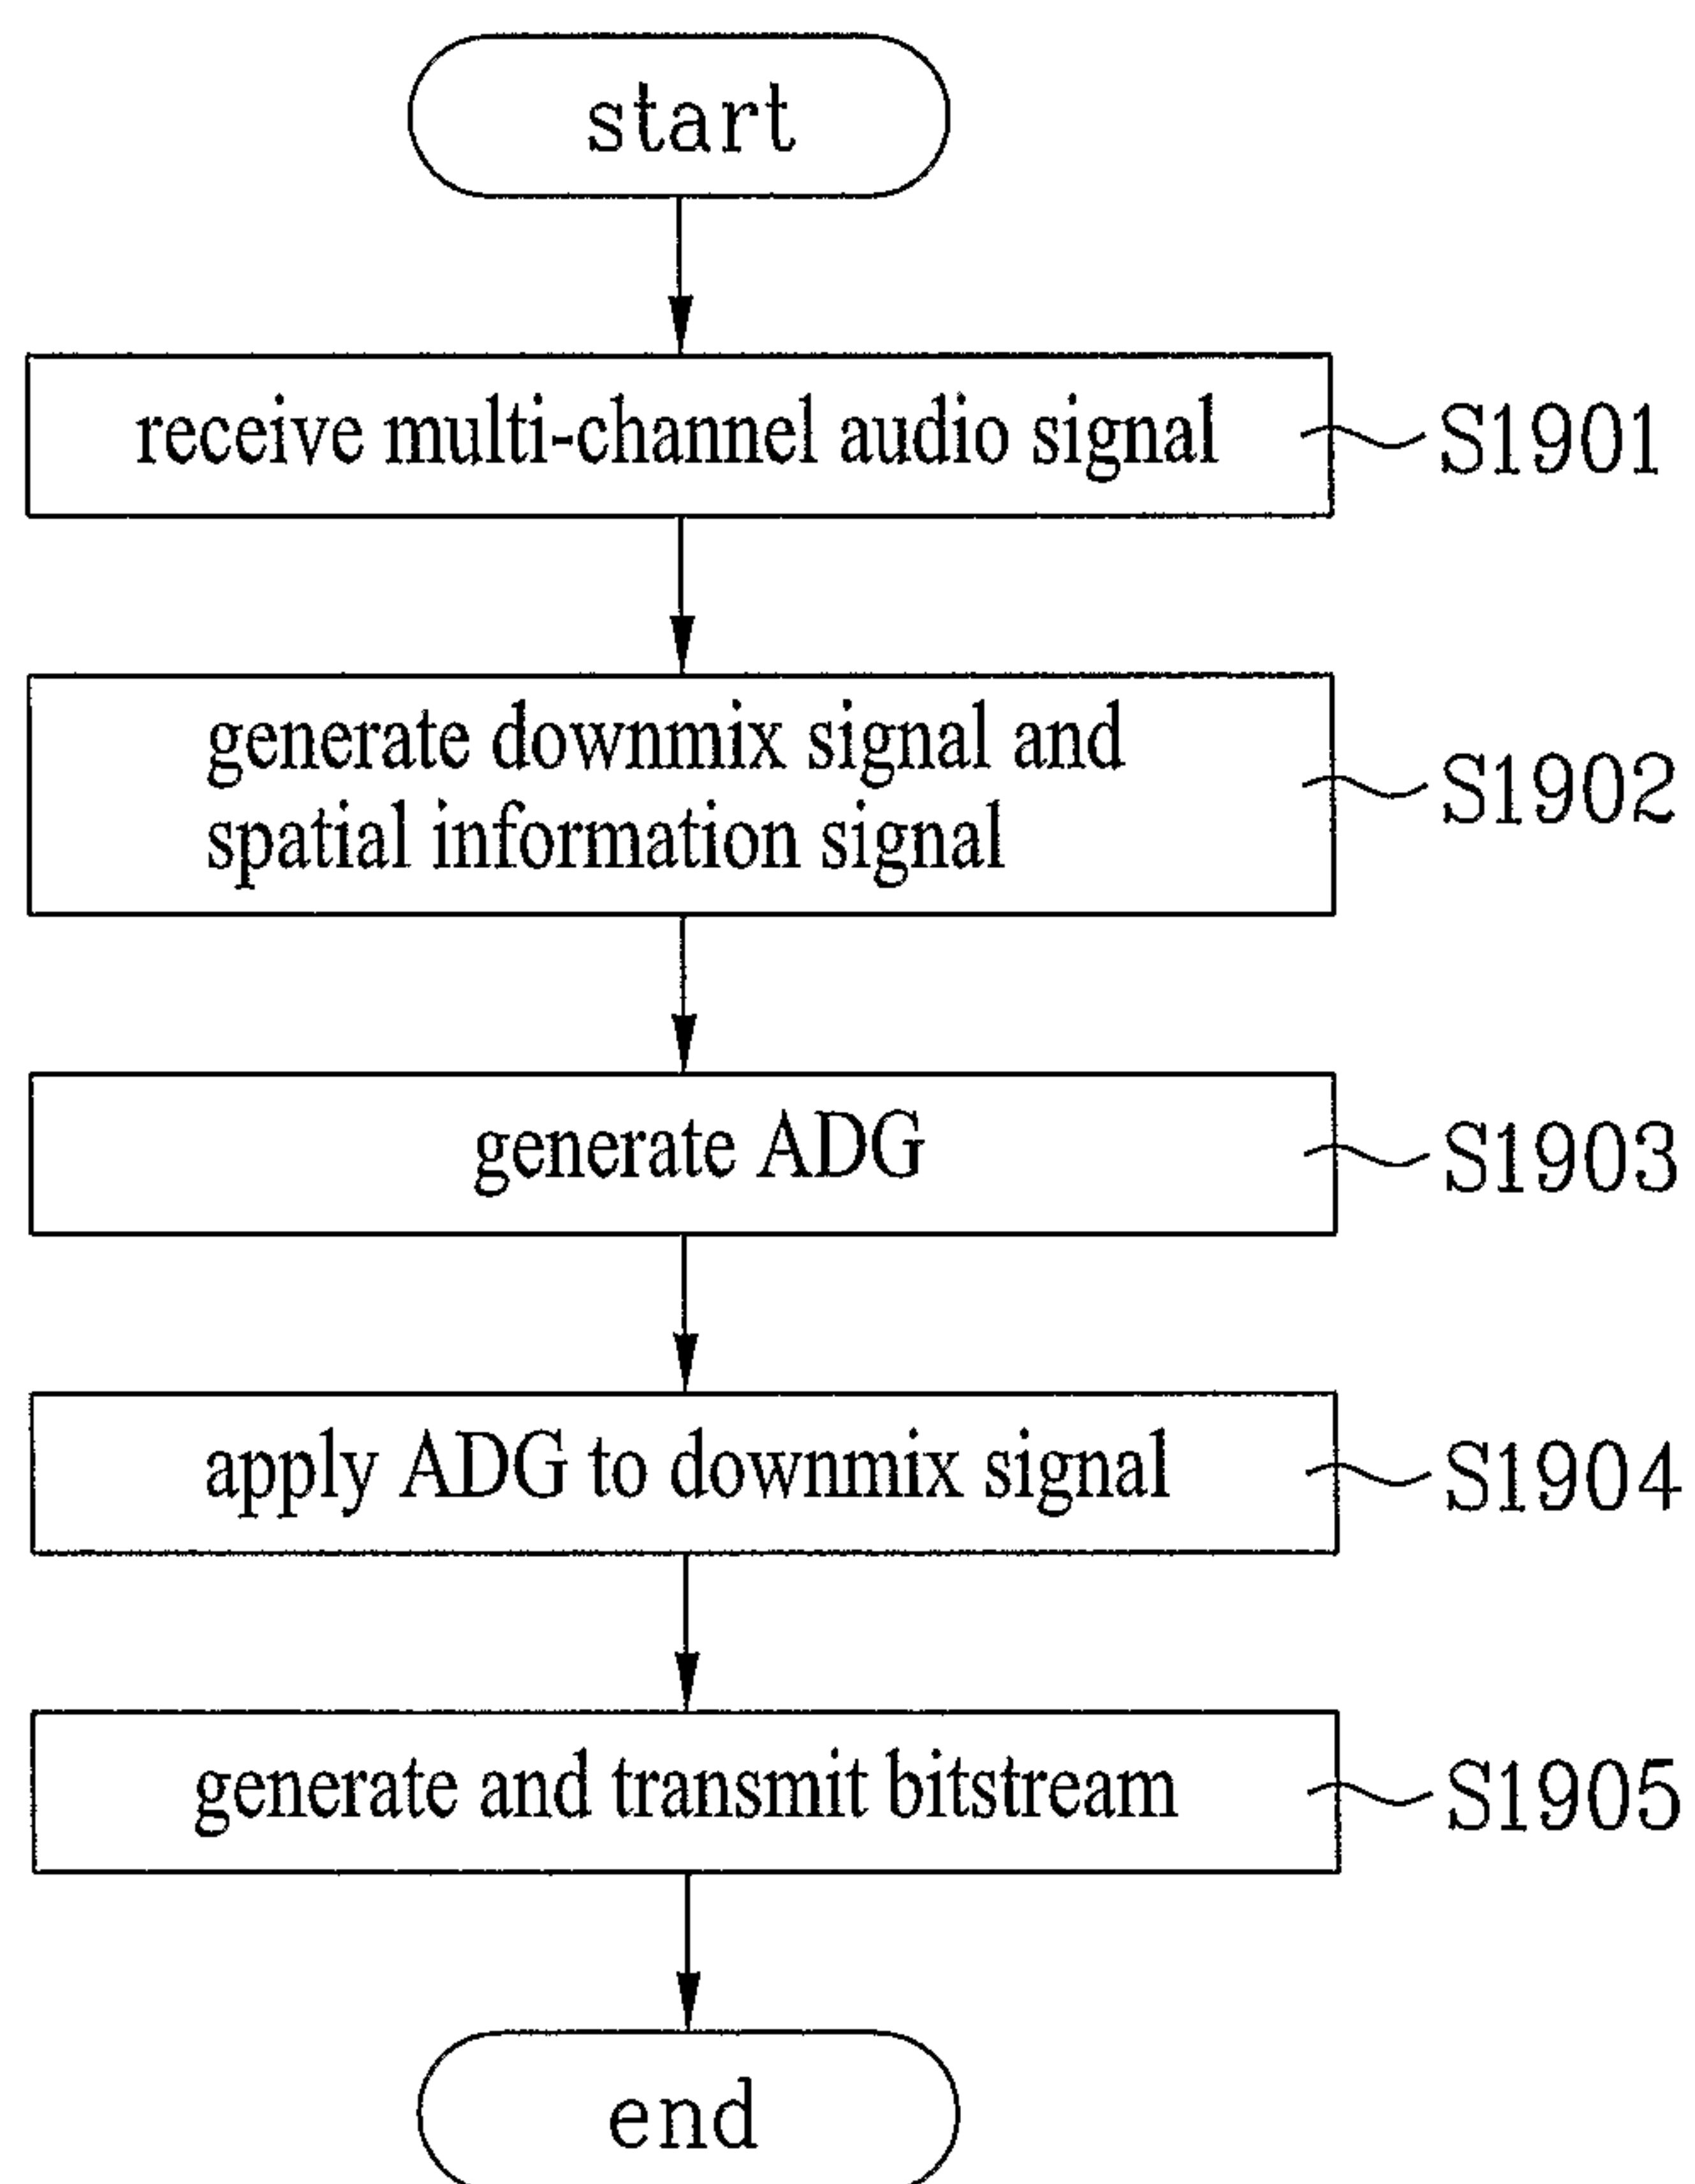 start
receive multi-channel audio signal
S1901
generate downmix signal and
spatial information signal
S1902
generate ADG
S1903
apply ADG to downmix signal
S1904
generate and transmit bitstream
S1905
end